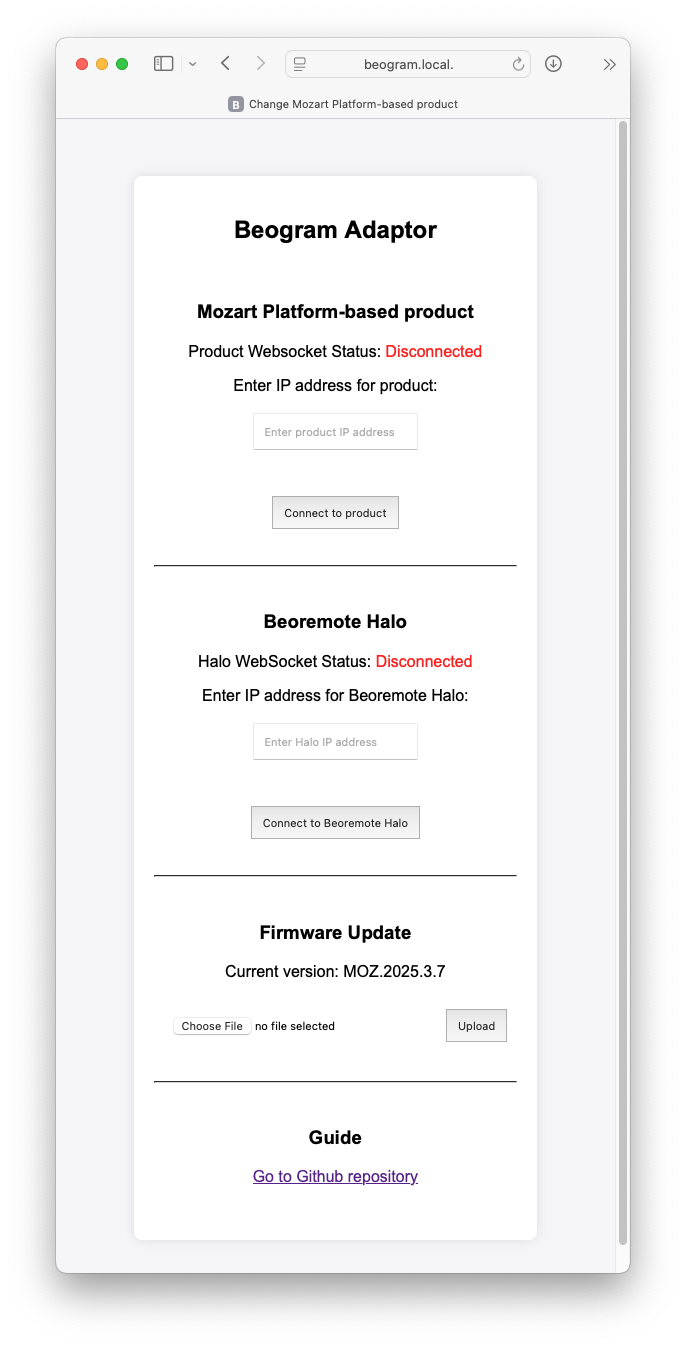 beogram.local.
B Change Mozart Platform-based product
Beogram Adaptor
Mozart Platform-based product
Product Websocket Status: Disconnected
Enter IP address for product:
Enter product IP address
Connect to product
Beoremote Halo
Halo WebSocket Status: Disconnected
Enter IP address for Beoremote Halo:
Enter Halo IP address
Connect to Beoremote Halo
Firmware Update
Current version: MOZ.2025.3.7
Choose File no file selected Upload
Guide
Go to Github repository